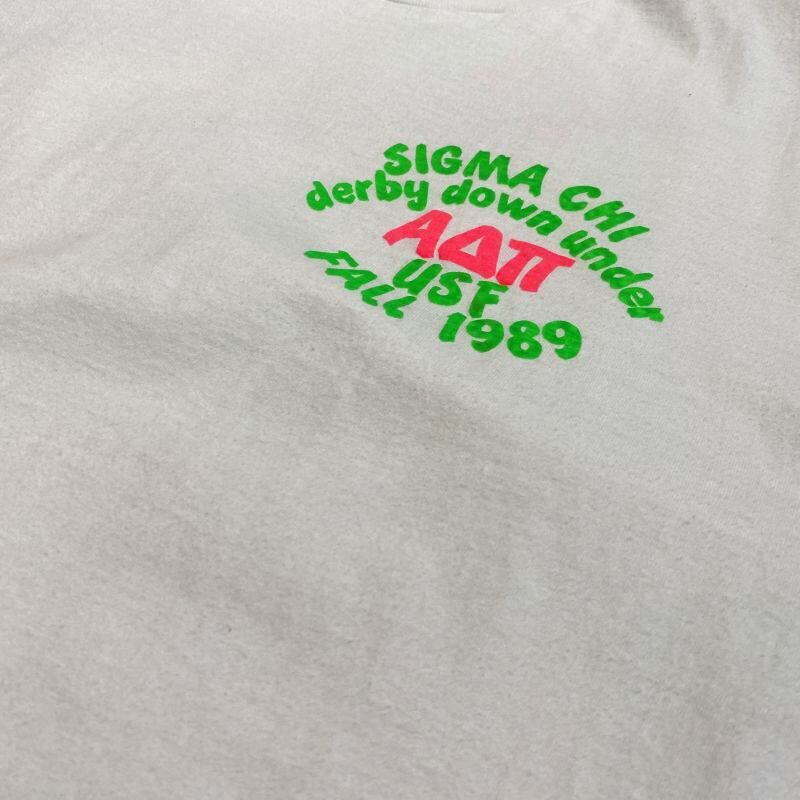 SIGMA CHI
derby down under
ΑΔΠ
USF
FALL 1989